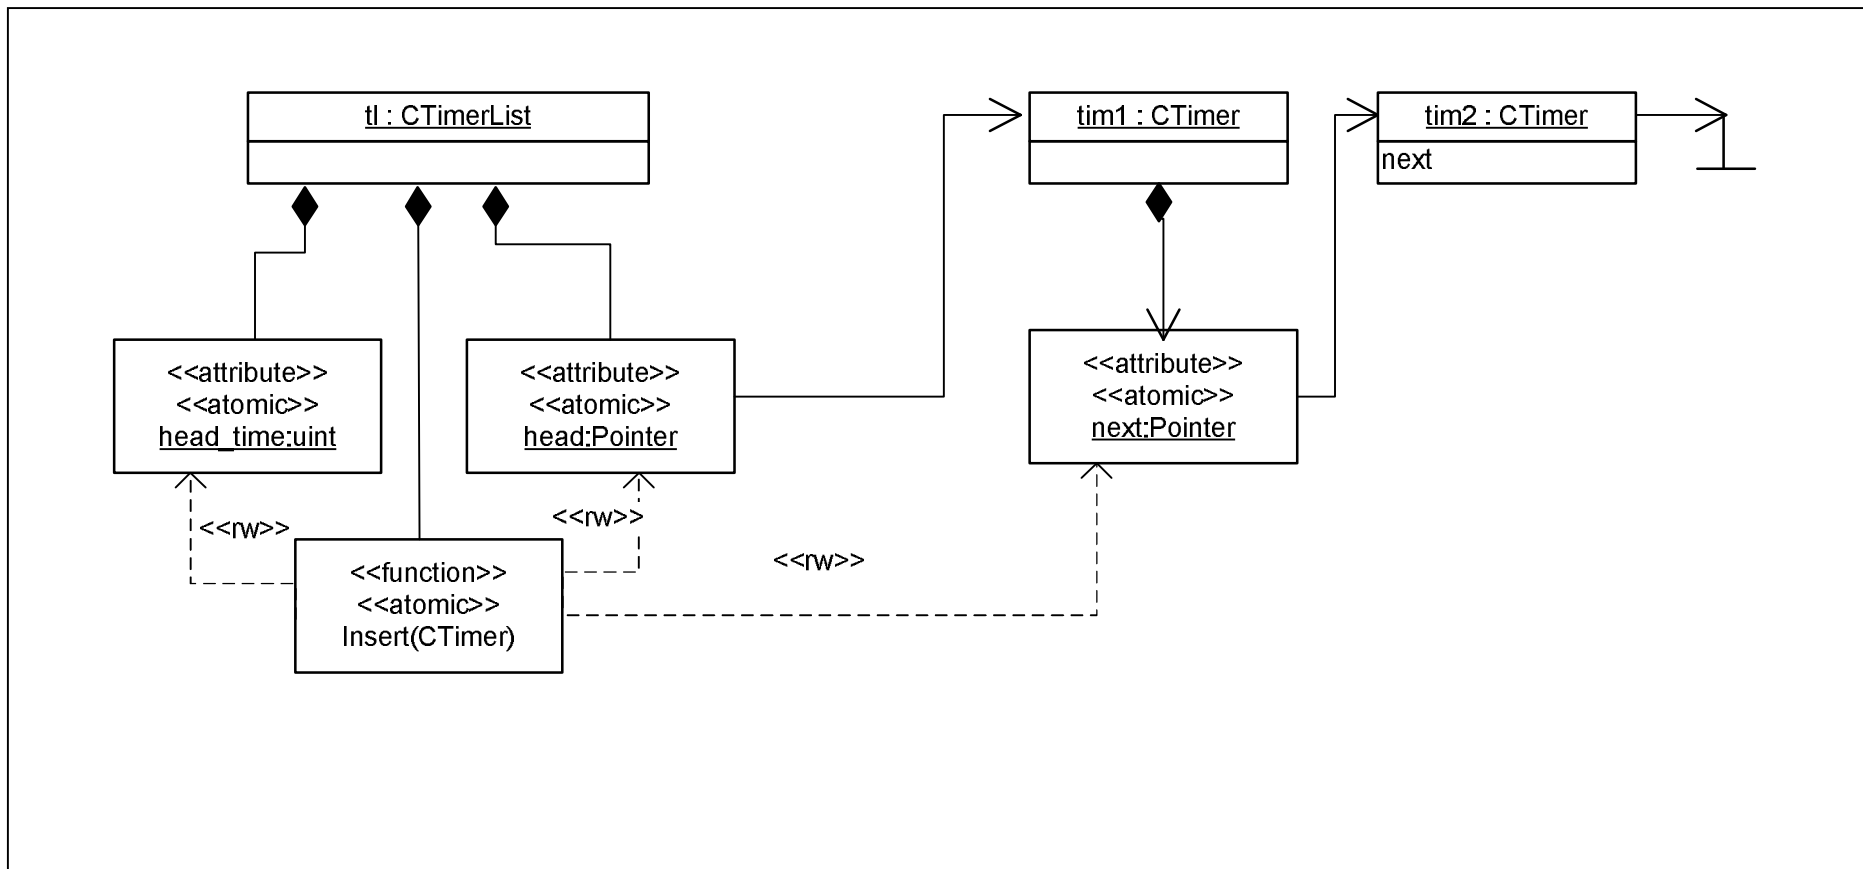 tl : CTimerList
tim1 : CTimer
tim2 : CTimer
next
<<attribute>>
<<atomic>>
head_time:uint
<<attribute>>
<<atomic>>
head:Pointer
<<attribute>>
<<atomic>>
next:Pointer
<<rw>>
<<rw>>
<<rw>>
<<function>>
<<atomic>>
Insert(CTimer)